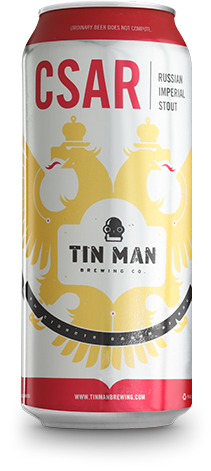 ORDINARY BEER DOES NOT COMPUTE.
CSAR
RUSSIAN
IMPERIAL
STOUT
TIN MAN
BREWING CO.
WWW.TINMANBREWING.COM